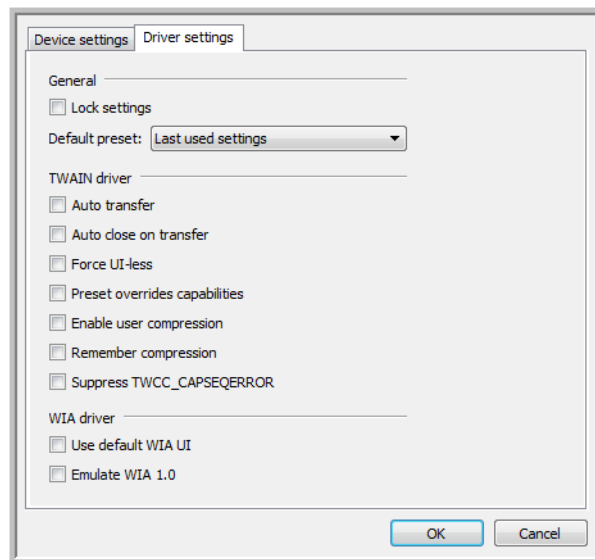 Device settings Driver settings
General
Lock settings
Default preset: Last used settings
TWAIN driver
Auto transfer
Auto close on transfer
Force UI-less
Preset overrides capabilities
Enable user compression
Remember compression
Suppress TWCC_CAPSEQERROR
WIA driver
Use default WIA UI
Emulate WIA 1.0
OK Cancel